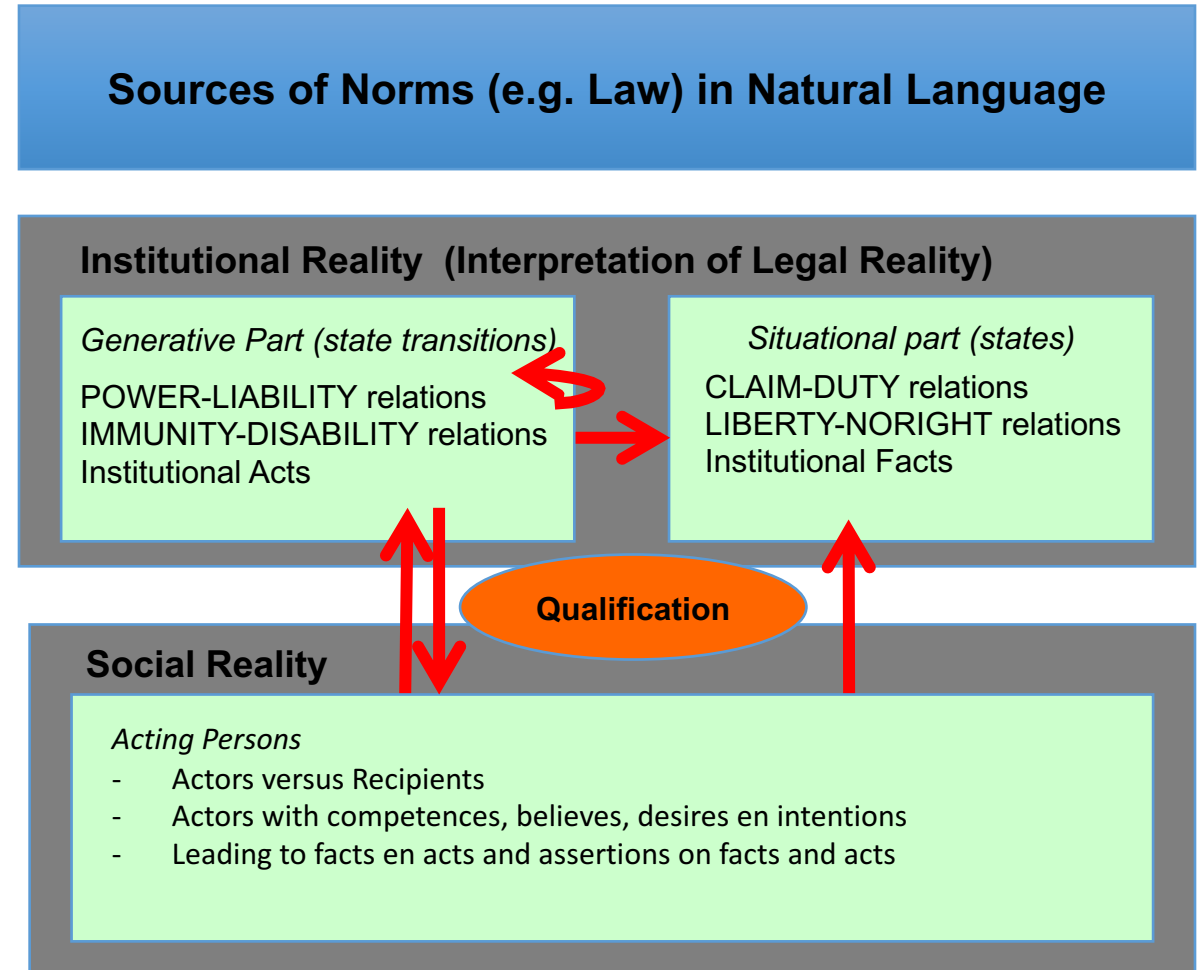 Sources of Norms (e.g. Law) in Natural Language
Institutional Reality (Interpretation of Legal Reality)
Generative Part (state transitions)
POWER-LIABILITY relations
IMMUNITY-DISABILITY relations
Institutional Acts
Situational part (states)
CLAIM-DUTY relations
LIBERTY-NORIGHT relations
Institutional Facts
Qualification
Social Reality
Acting Persons
- Actors versus Recipients
- Actors with competences, believes, desires en intentions
- Leading to facts en acts and assertions on facts and acts